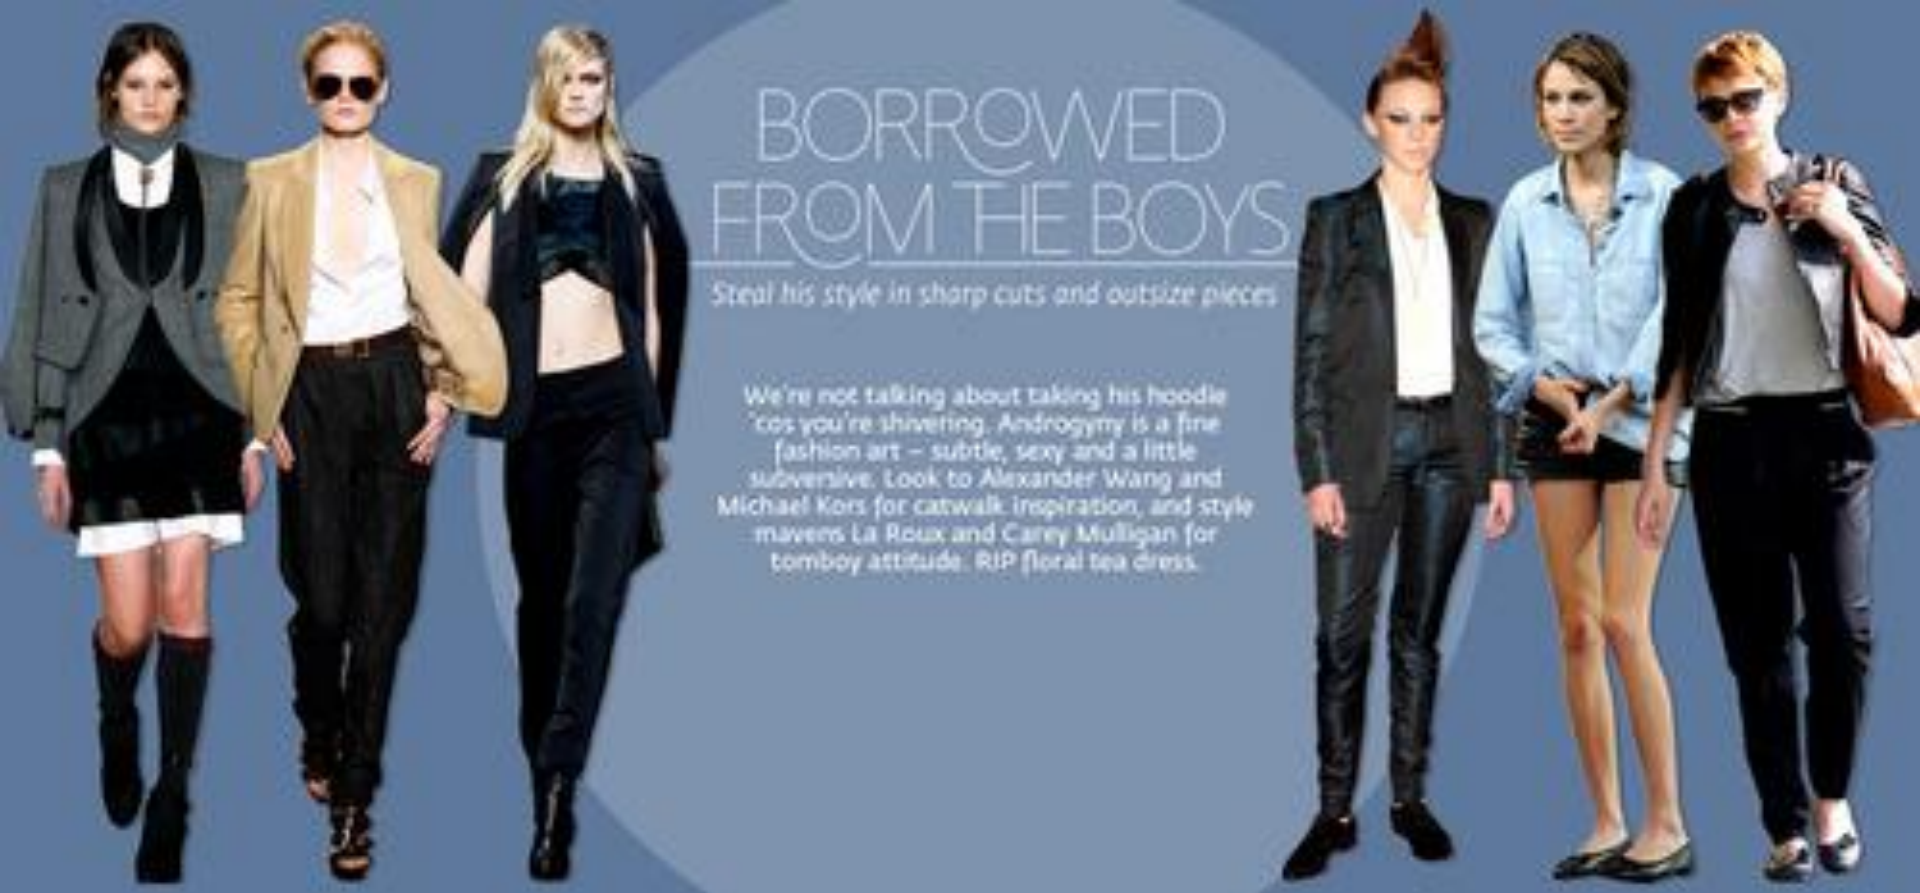 BORROWED
FROM THE BOYS
Steal his style in sharp cuts and outsize pieces
We're not talking about taking his hoodie
'cos you're shivering. Androgyny is a fine
fashion art – subtle, sexy and a little
subversive. Look to Alexander Wang and
Michael Kors for catwalk inspiration, and style
mavens La Roux and Carey Mulligan for
tomboy attitude. RIP floral tea dress.